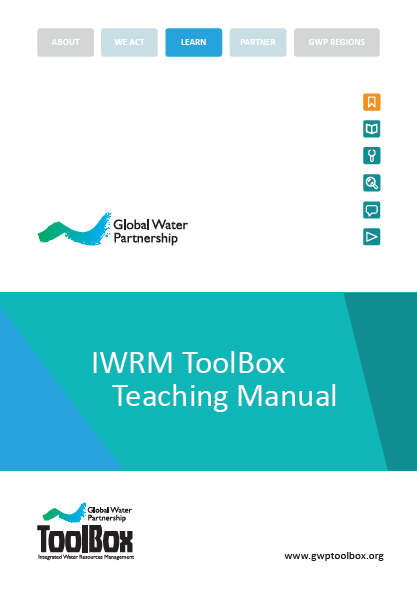 ABOUT
WE ACT
LEARN
PARTNER
GWP REGIONS
Global Water
Partnership
IWRM ToolBox
Teaching Manual
Global Water
Partnership
ToolBox
Integrated Water Resources Management
www.gwptoolbox.org